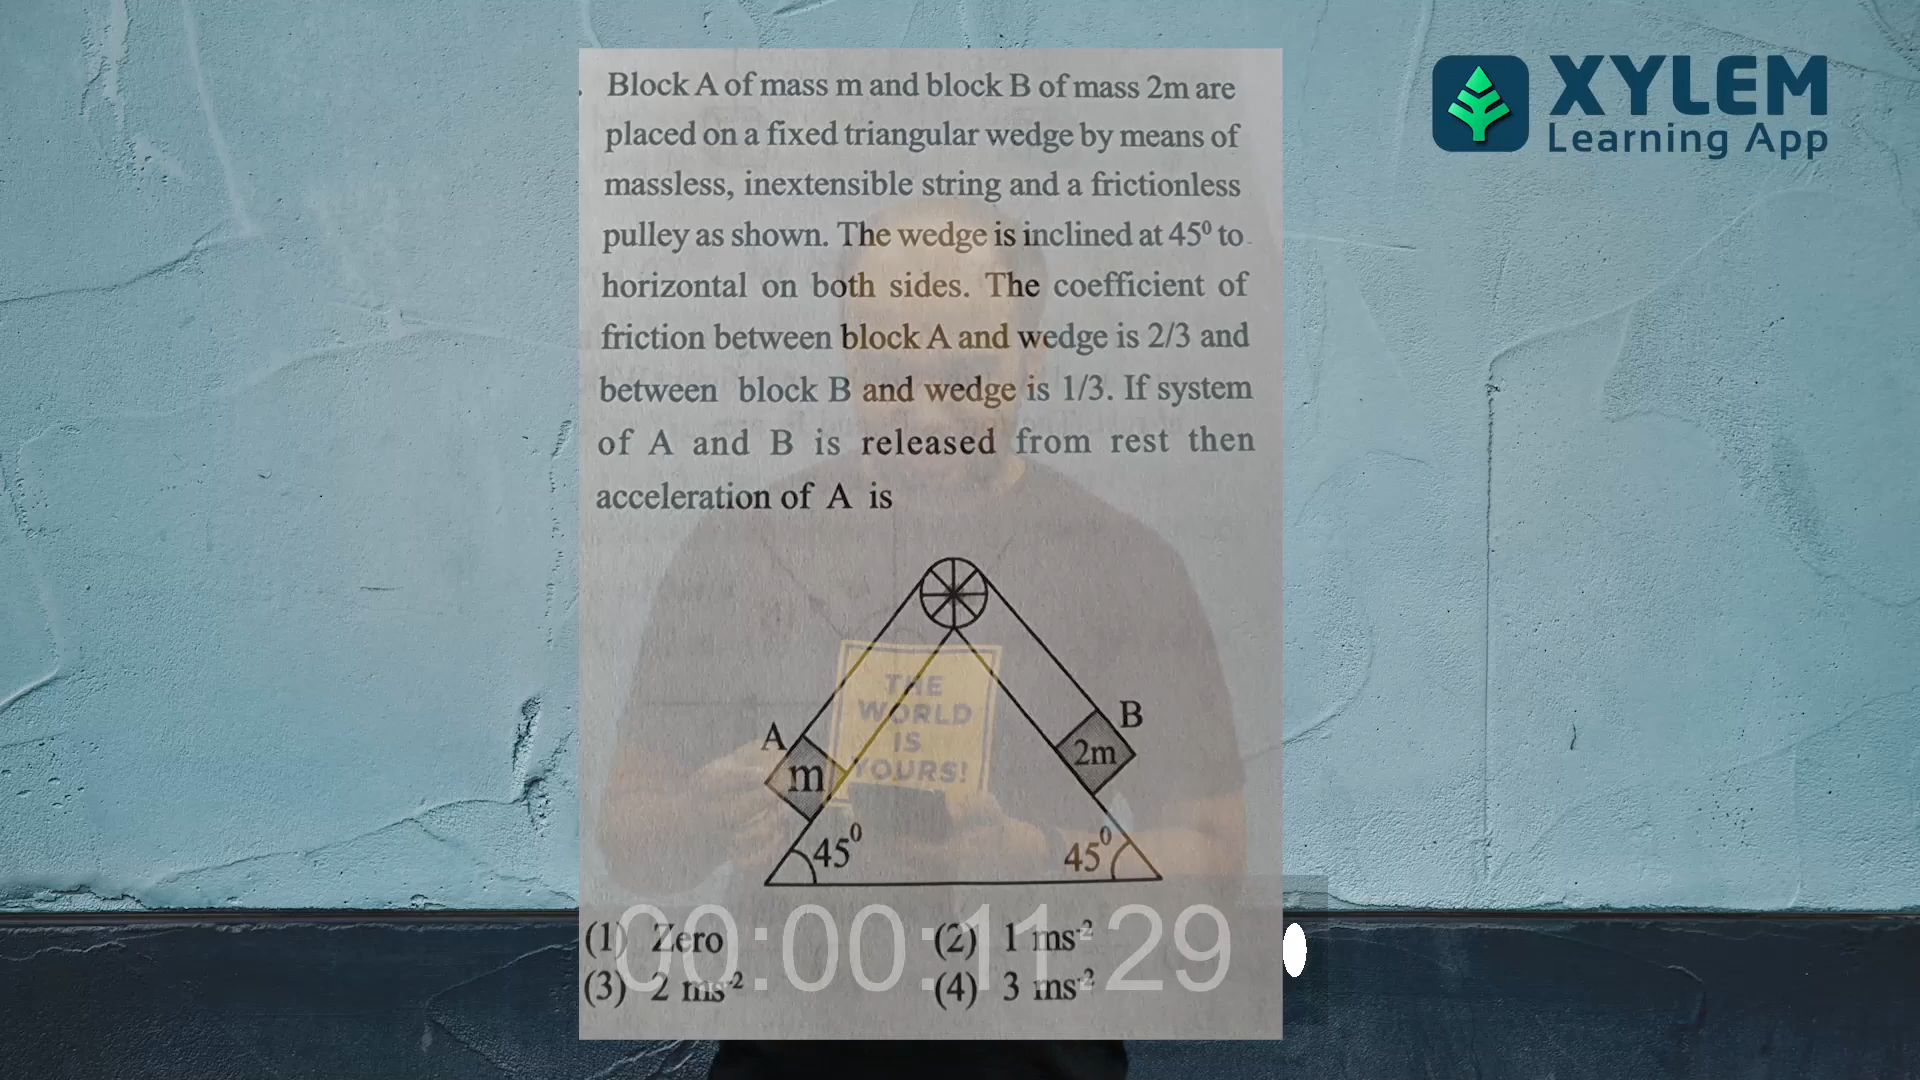 XYLEM
Learning App
Block A of mass m and block B of mass 2m are
placed on a fixed triangular wedge by means of
massless, inextensible string and a frictionless
pulley as shown. The wedge is inclined at 45⁰ to
horizontal on both sides. The coefficient of
friction between block A and wedge is 2/3 and
between block B and wedge is 1/3. If system
of A and B is released from rest then
acceleration of A is
A
B
m
2m
THE
WORLD
IS
YOURS!
45⁰
45⁰
(1) Zero
(2) 1 ms⁻²
(3) 2 ms⁻²
(4) 3 ms⁻²
00:00:11:29